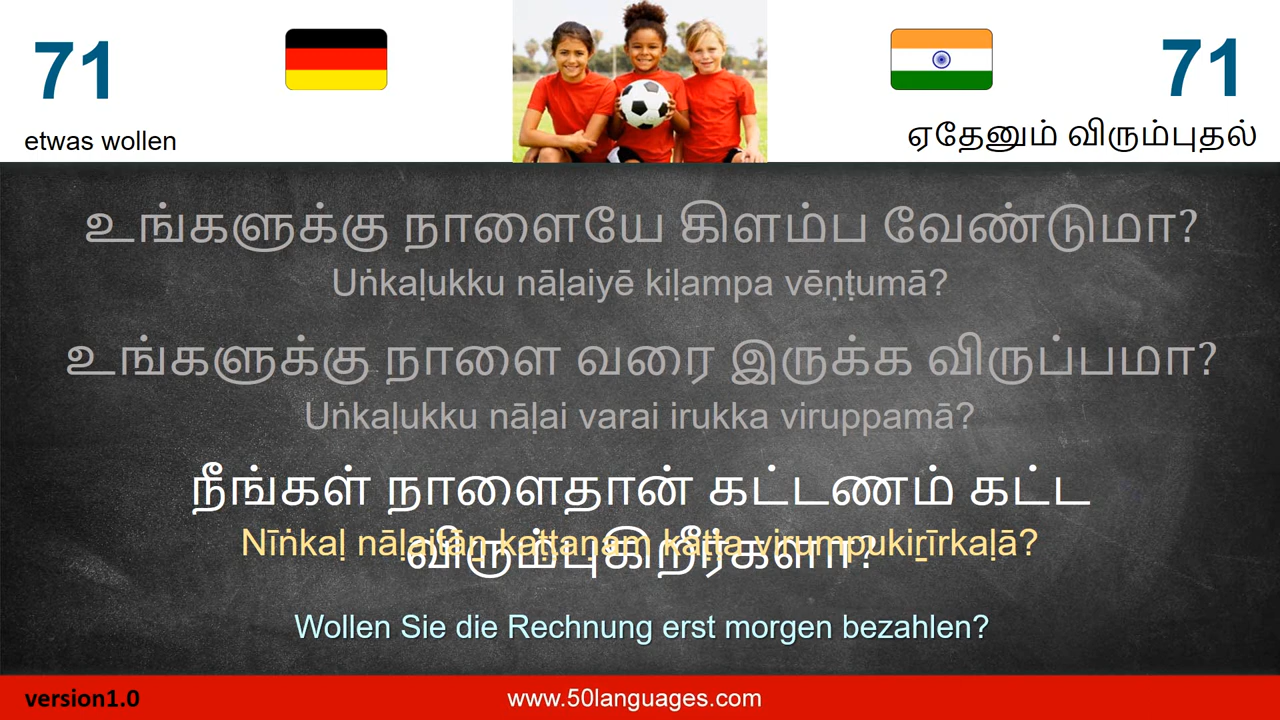 71
71
etwas wollen
ஏதேனும் விரும்புதல்
உங்களுக்கு நாளையே கிளம்ப வேண்டுமா?
Uṅkaḷukku nāḷaiyē kiḷampa vēṇṭumā?
உங்களுக்கு நாளை வரை இருக்க விருப்பமா?
Uṅkaḷukku nāḷai varai irukka viruppamā?
நீங்கள் நாளைதான் கட்டணம் கட்ட
விரும்புகிறீர்களா?
Nīṅkaḷ nāḷaitāṉ kaṭṭaṇam kaṭṭa virumpukiṟīrkaḷā?
Wollen Sie die Rechnung erst morgen bezahlen?
version1.0
www.50languages.com